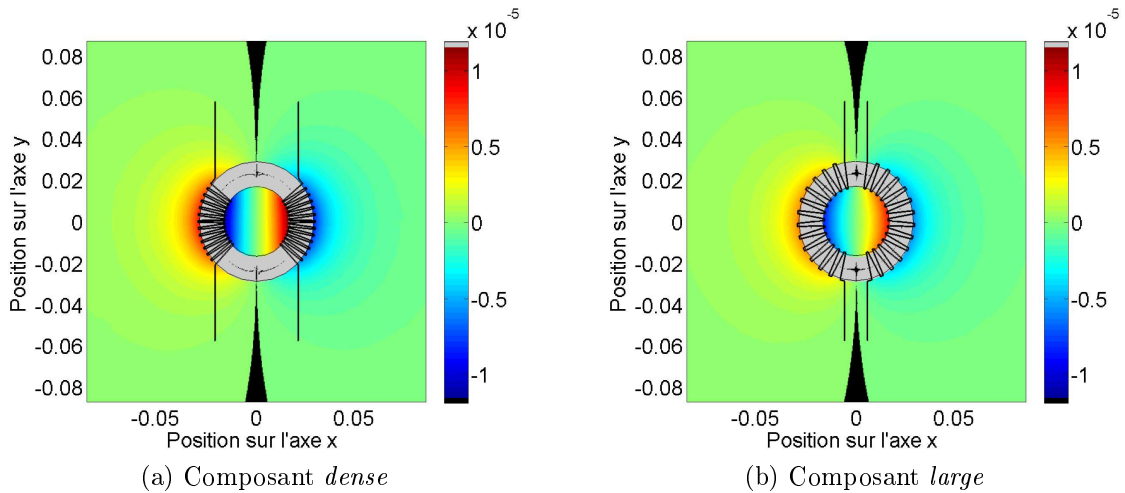 x 10⁻⁵
0.08
0.06
0.04
0.02
0
-0.02
-0.04
-0.06
-0.08
Position sur l'axe y
-0.05 0 0.05
Position sur l'axe x
1
0.5
0
-0.5
-1
(a) Composant dense
x 10⁻⁵
0.08
0.06
0.04
0.02
0
-0.02
-0.04
-0.06
-0.08
Position sur l'axe y
-0.05 0 0.05
Position sur l'axe x
1
0.5
0
-0.5
-1
(b) Composant large